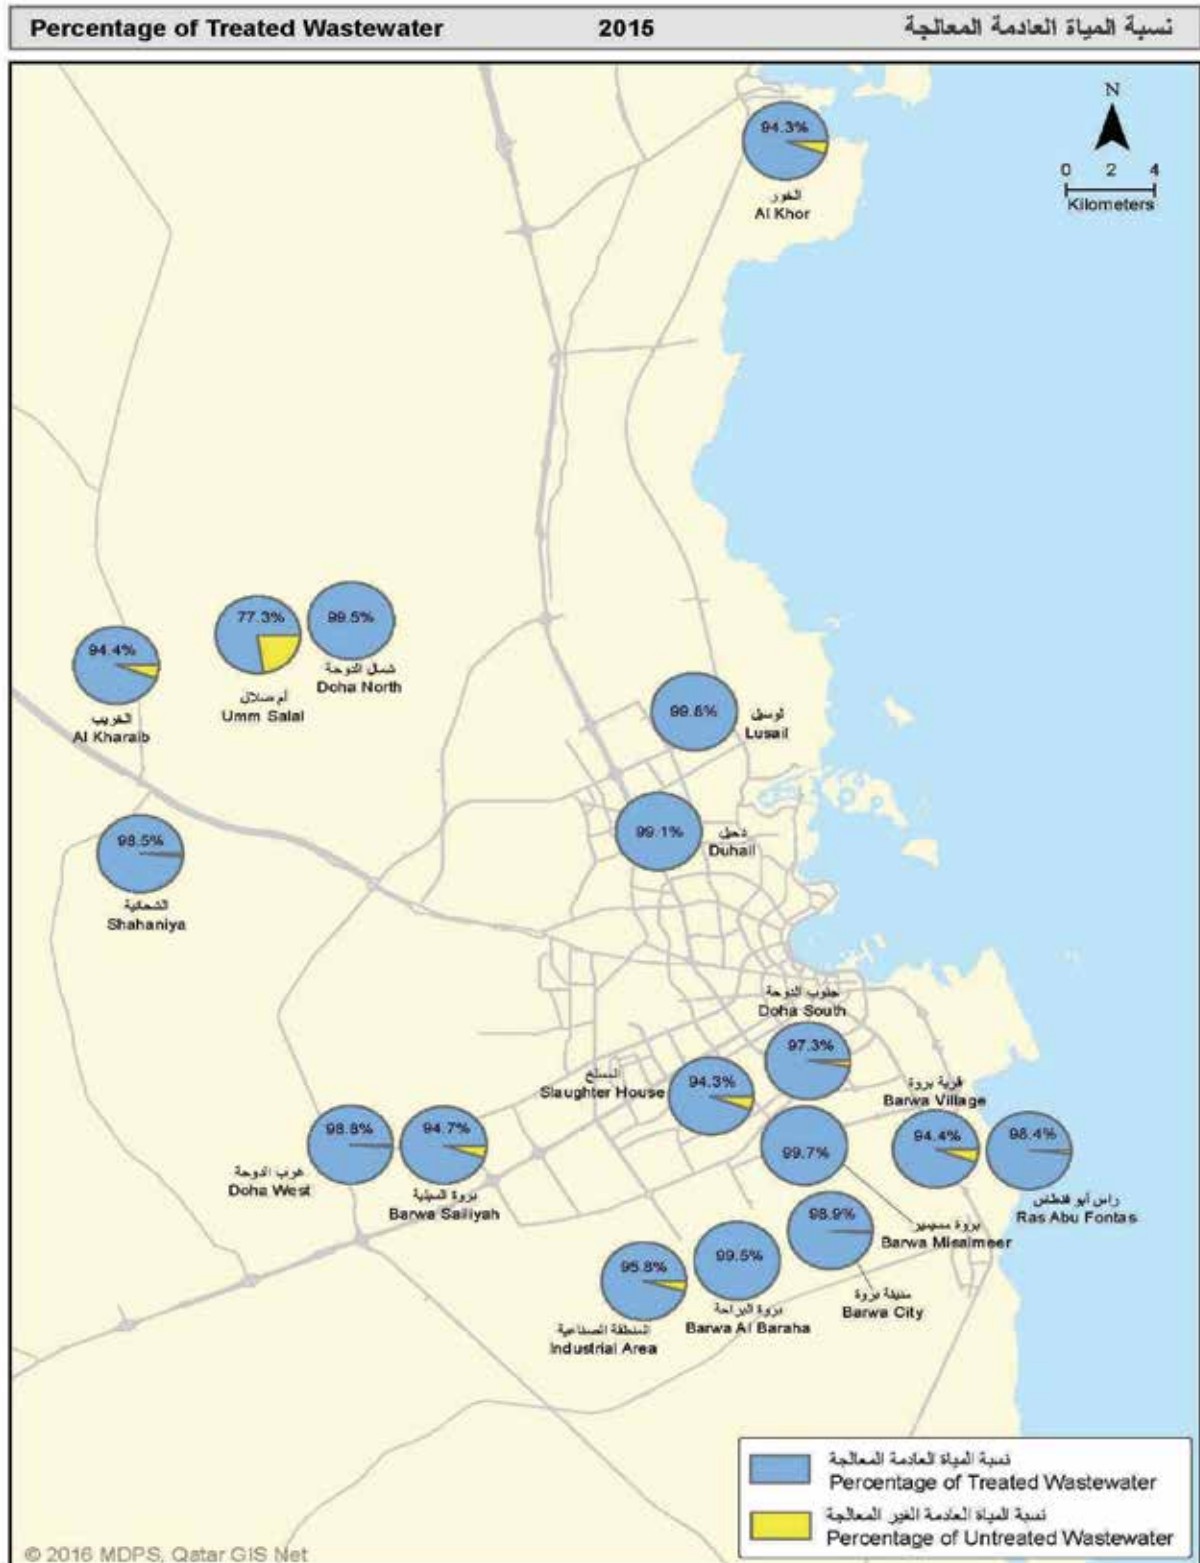 Percentage of Treated Wastewater 2015 نسبة المياة العادمة المعالجة
N
0 2 4
Kilometers
94.3%
الخور
Al Khor
99.5%
شمال الدوحة
Doha North
77.3%
أم صلال
Umm Salal
94.4%
الخريب
Al Kharaib
لوسيل
Lusail
99.1%
دحيل
Duhail
98.5%
الشحانية
Shahaniya
جنوب الدوحة
Doha South
97.3%
المسلخ
Slaughter House
94.3%
قرية بروة
Barwa Village
94.4%
98.4%
راس أبو فنطاس
Ras Abu Fontas
98.8%
غرب الدوحة
Doha West
94.7%
بروة السيلية
Barwa Sailiyah
99.7%
بروة مسيمير
Barwa Misaimeer
98.9%
مدينة بروة
Barwa City
99.5%
بروة البراحة
Barwa Al Baraha
95.8%
المنطقة الصناعية
Industrial Area
نسبة المياة العادمة المعالجة
Percentage of Treated Wastewater
نسبة المياة العادمة الغير المعالجة
Percentage of Untreated Wastewater
© 2016 MDPS, Qatar GIS Net